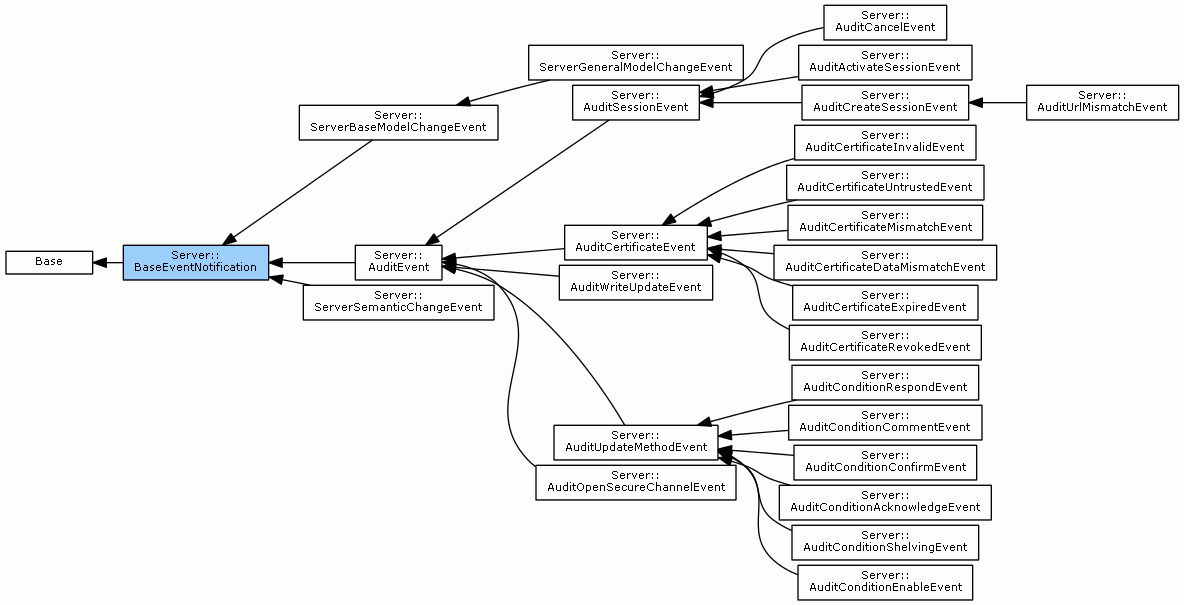 Server::
AuditCancelEvent
Server::
ServerGeneralModelChangeEvent
Server::
AuditActivateSessionEvent
Server::
AuditSessionEvent
Server::
AuditCreateSessionEvent
Server::
AuditUrlMismatchEvent
Server::
ServerBaseModelChangeEvent
Server::
AuditCertificateInvalidEvent
Server::
AuditCertificateUntrustedEvent
Server::
AuditCertificateMismatchEvent
Server::
AuditCertificateEvent
Base
Server::
BaseEventNotification
Server::
AuditEvent
Server::
AuditCertificateDataMismatchEvent
Server::
AuditWriteUpdateEvent
Server::
ServerSemanticChangeEvent
Server::
AuditCertificateExpiredEvent
Server::
AuditCertificateRevokedEvent
Server::
AuditConditionRespondEvent
Server::
AuditConditionCommentEvent
Server::
AuditUpdateMethodEvent
Server::
AuditConditionConfirmEvent
Server::
AuditOpenSecureChannelEvent
Server::
AuditConditionAcknowledgeEvent
Server::
AuditConditionShelvingEvent
Server::
AuditConditionEnableEvent